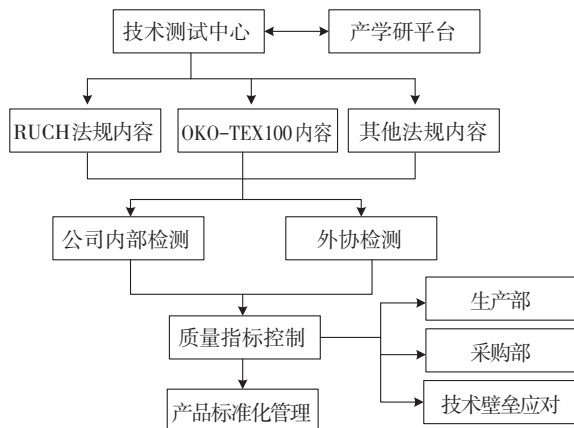 技术测试中心
产学研平台
RUCH法规内容
OKO-TEX100内容
其他法规内容
公司内部检测
外协检测
生产部
质量指标控制
采购部
产品标准化管理
技术壁垒应对